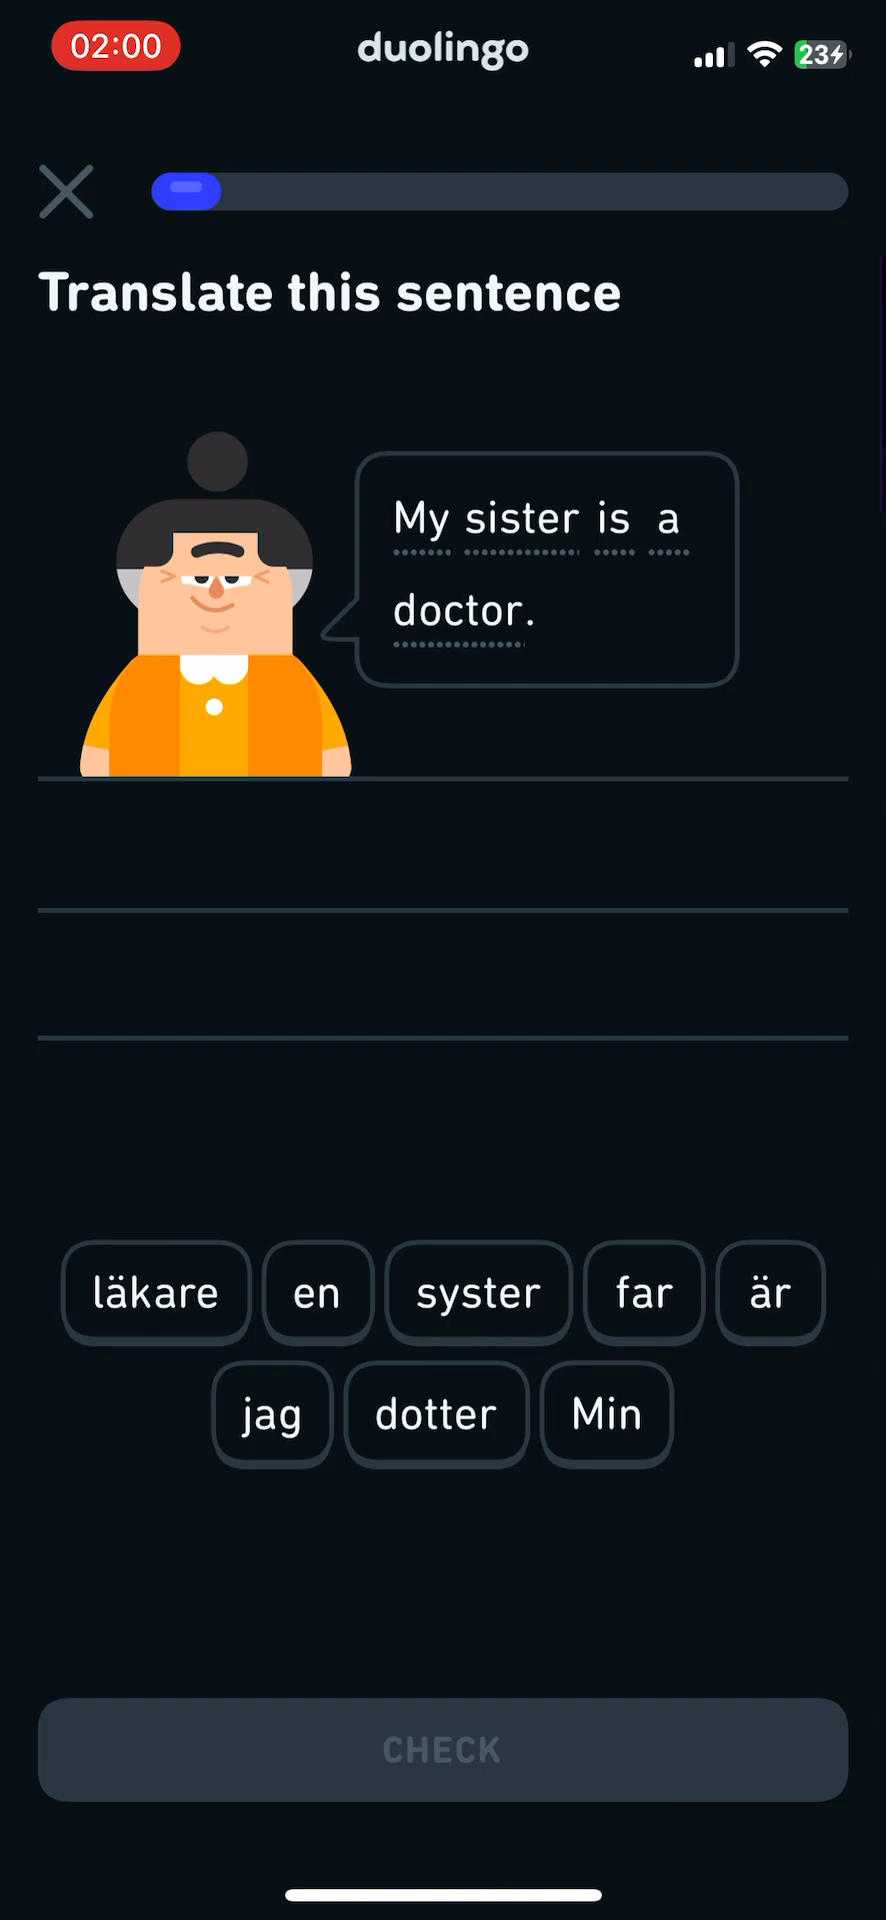 02:00 duolingo 23
Translate this sentence
My sister is a
doctor.
läkare en syster far är
jag dotter Min
CHECK